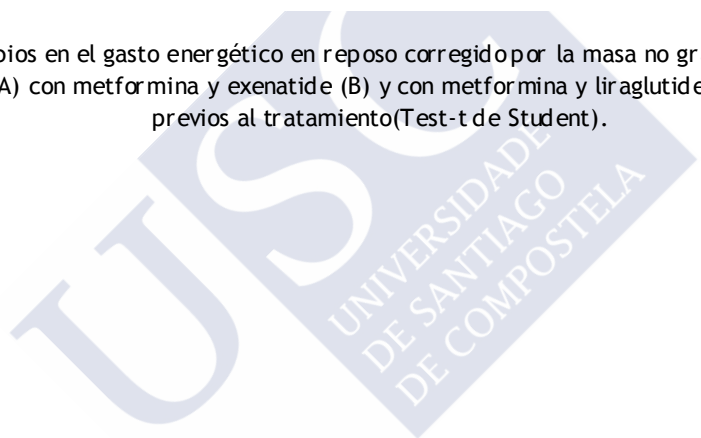 bios en el gasto energético en reposo corregido por la masa no gr
A) con metformina y exenatide (B) y con metformina y liraglutide
previos al tratamiento(Test-t de Student).
USC
UNIVERSIDADE
DE SANTIAGO
DE COMPOSTELA